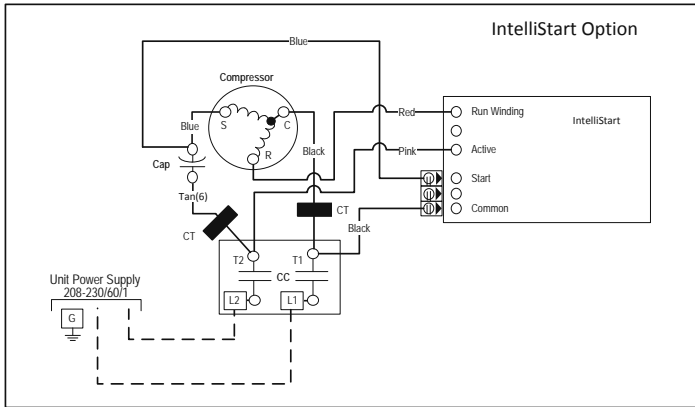 IntelliStart Option
Blue
Compressor
S
C
R
Blue
Cap
Tan(6)
CT
Black
CT
Red
Pink
Black
Run Winding
IntelliStart
Active
Start
Common
T2
T1
CC
L2
L1
Unit Power Supply
208-230/60/1
G